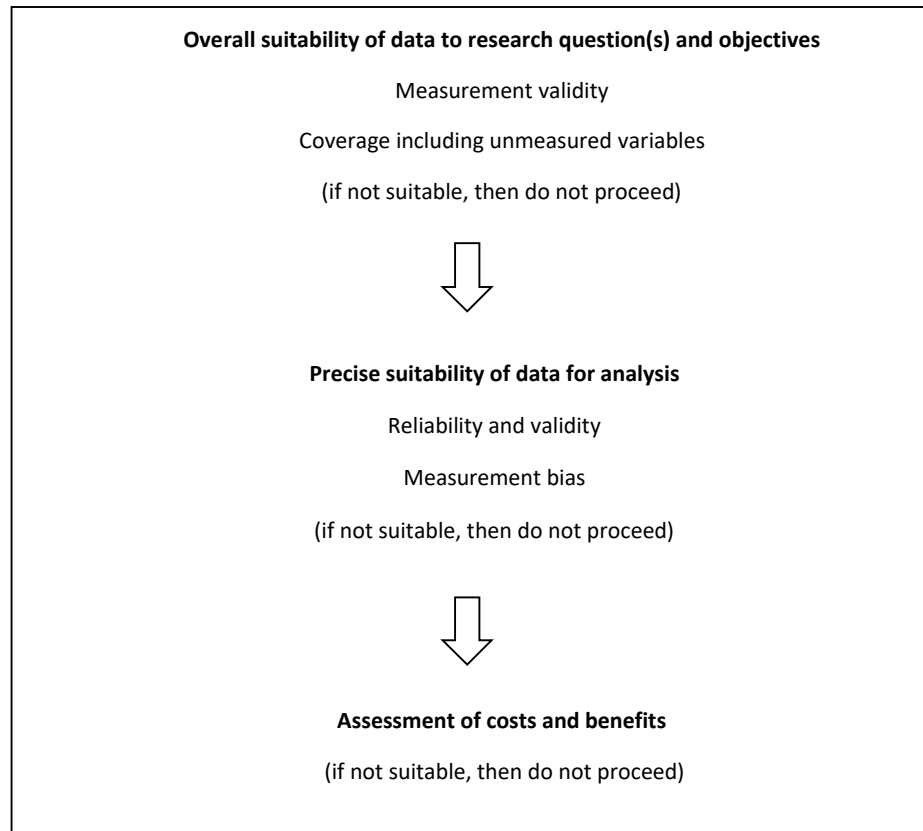 Overall suitability of data to research question(s) and objectives
Measurement validity
Coverage including unmeasured variables
(if not suitable, then do not proceed)
Precise suitability of data for analysis
Reliability and validity
Measurement bias
(if not suitable, then do not proceed)
Assessment of costs and benefits
(if not suitable, then do not proceed)